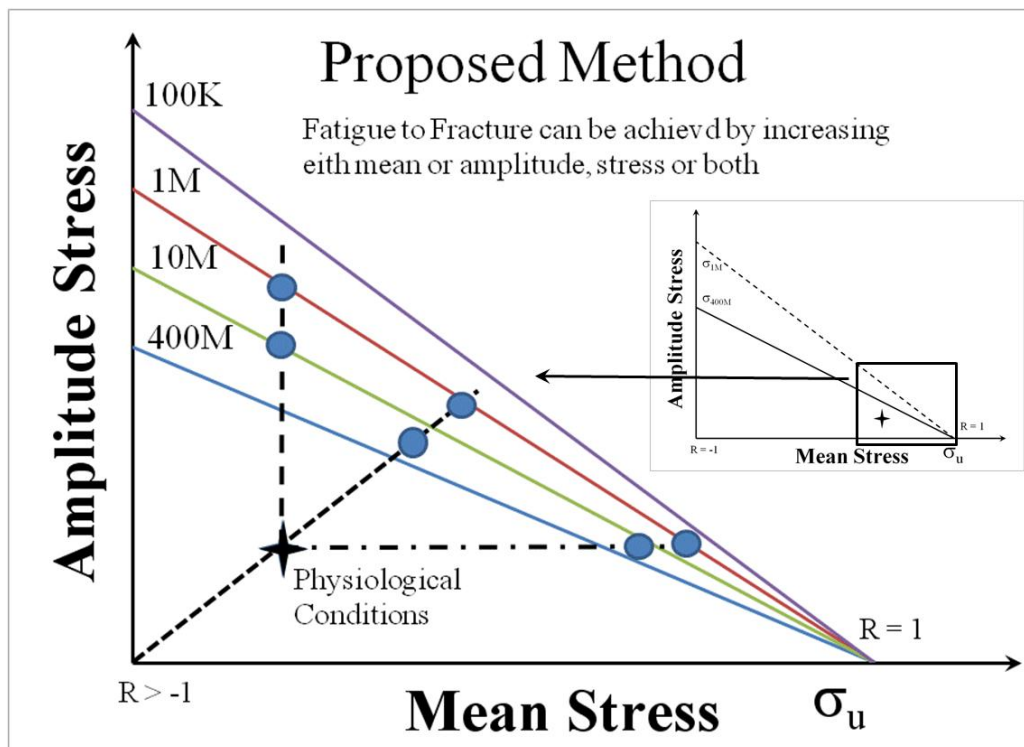 Proposed Method
Fatigue to Fracture can be achievd by increasing
eith mean or amplitude, stress or both
100K
1M
10M
400M
Amplitude Stress
Physiological
Conditions
R = 1
R > -1
Mean Stress
σu
Amplitude Stress
σ1M
σ400M
R = 1
R = -1
Mean Stress
σu